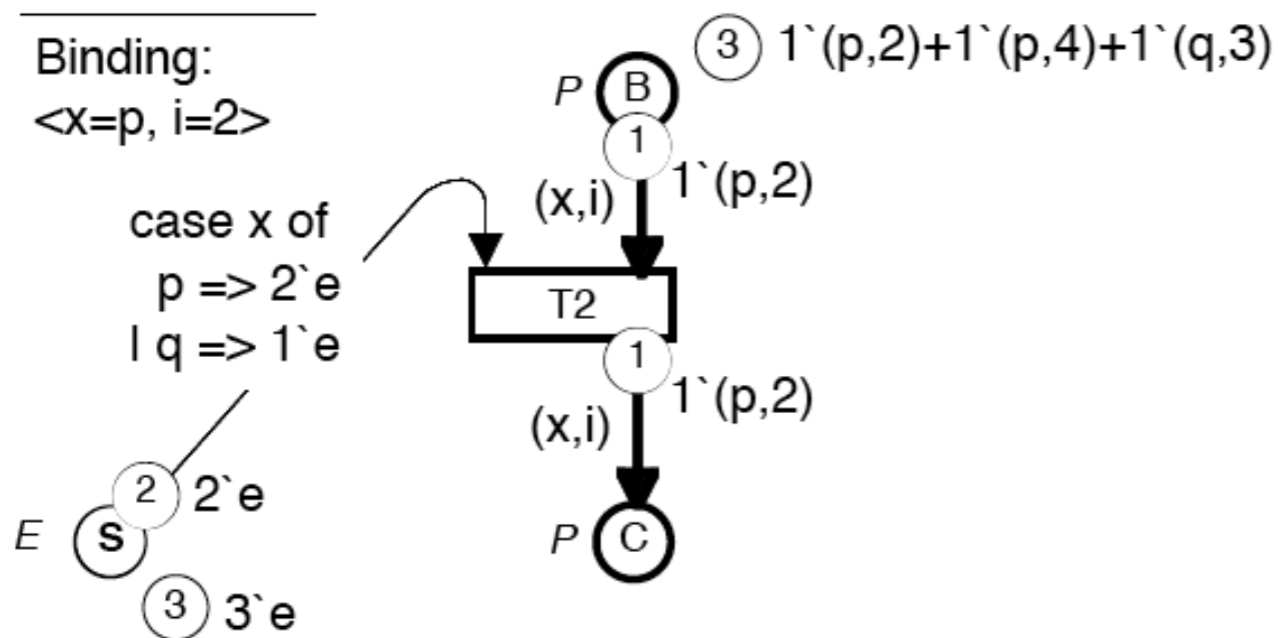 Binding:
<x=p, i=2>
3 1`(p,2)+1`(p,4)+1`(q,3)
P B
1
1`(p,2)
(x,i)
case x of
p => 2`e
| q => 1`e
T2
1
1`(p,2)
(x,i)
2 2`e
E S
P C
3 3`e